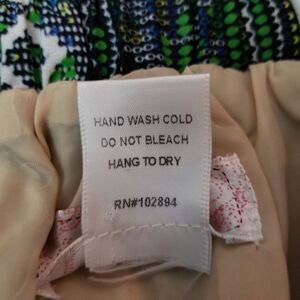 HAND WASH COLD
DO NOT BLEACH
HANG TO DRY
RN#102894